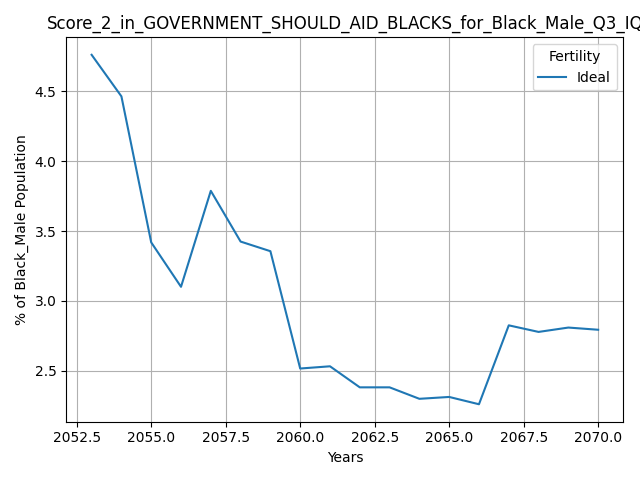 Score_2_in_GOVERNMENT_SHOULD_AID_BLACKS_for_Black_Male_Q3_IQ
Fertility
Ideal
4.5
4.0
3.5
3.0
2.5
% of Black_Male Population
2052.5 2055.0 2057.5 2060.0 2062.5 2065.0 2067.5 2070.0
Years